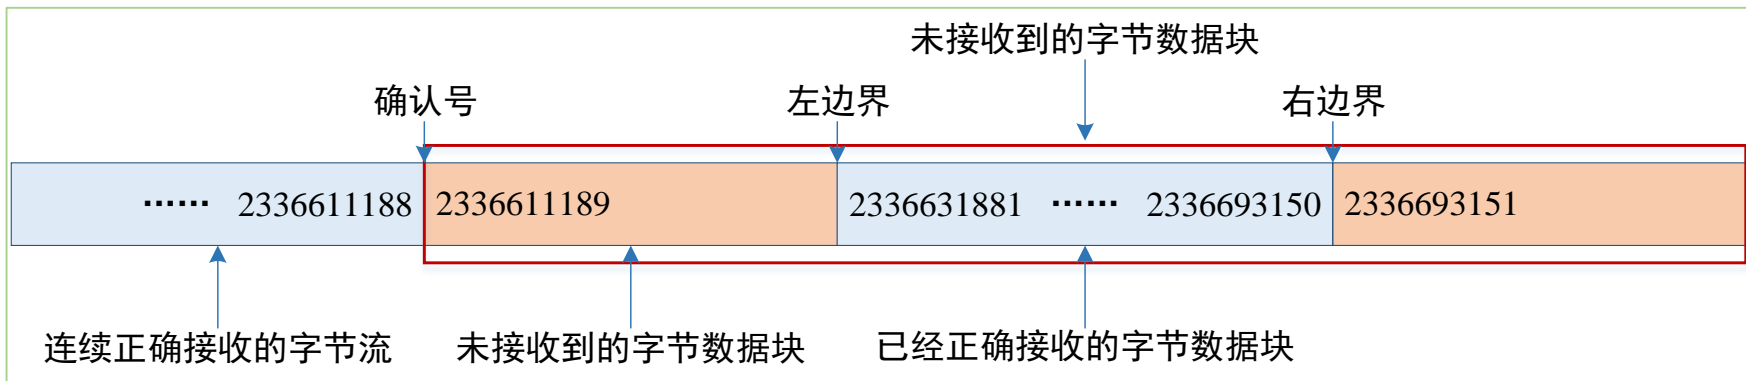 未接收到的字节数据块
确认号 左边界 右边界
...... 2336611188 2336611189 2336631881 ...... 2336693150 2336693151
连续正确接收的字节流 未接收到的字节数据块 已经正确接收的字节数据块